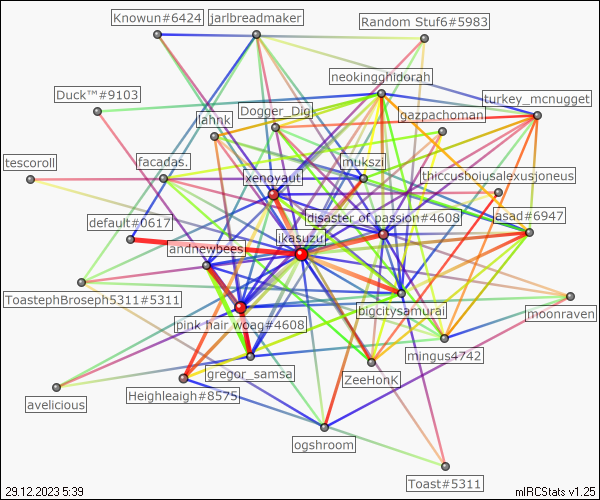 Knowun#6424
jarlbreadmaker
Random Stuf6#5983
neokingghidorah
Duck™#9103
turkey_mcnugget
Dogger_Dig
gazpachoman
lahnk
tescoroll
facadas.
mukszi
xenoyaut
thiccusboiusalexusjoneus
default#0617
disaster of passion#4608
asad#6947
ikasuzu
andnewbees
ToastephBroseph5311#5311
bigcitysamurai
moonraven
pink hair woag#4608
mingus4742
gregor_samsa
ZeeHonK
Heighleaigh#8575
avelicious
ogshroom
Toast#5311
29.12.2023 5:39
mIRCStats v1.25